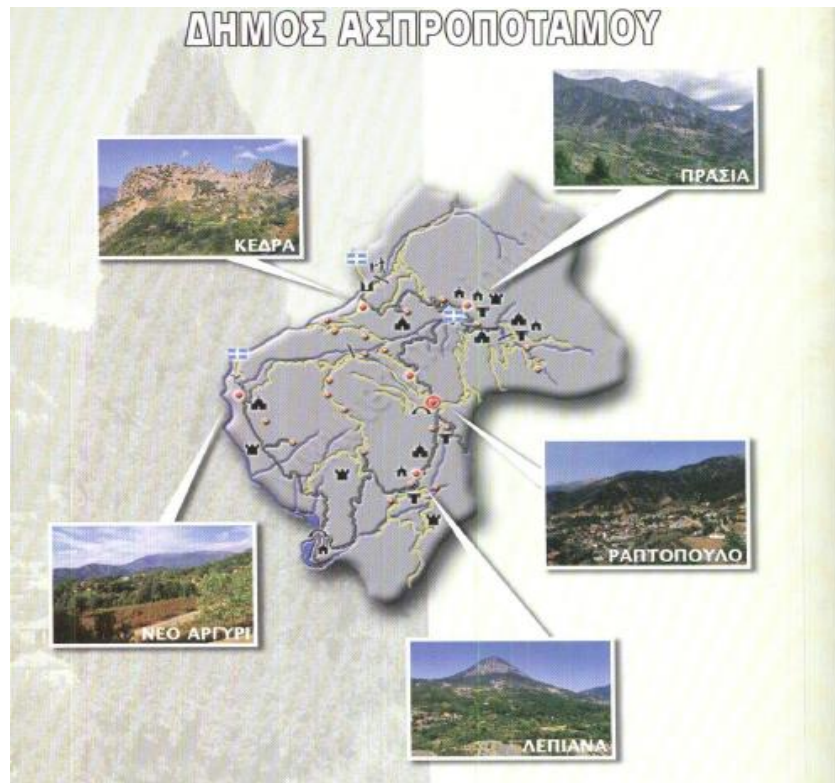 ΔΗΜΟΣ ΑΣΠΡΟΠΟΤΑΜΟΥ
ΠΡΑΣΙΑ
ΚΕΔΡΑ
ΡΑΠΤΟΠΟΥΛΟ
ΝΕΟ ΑΡΓΥΡΙ
ΛΕΠΙΑΝΑ